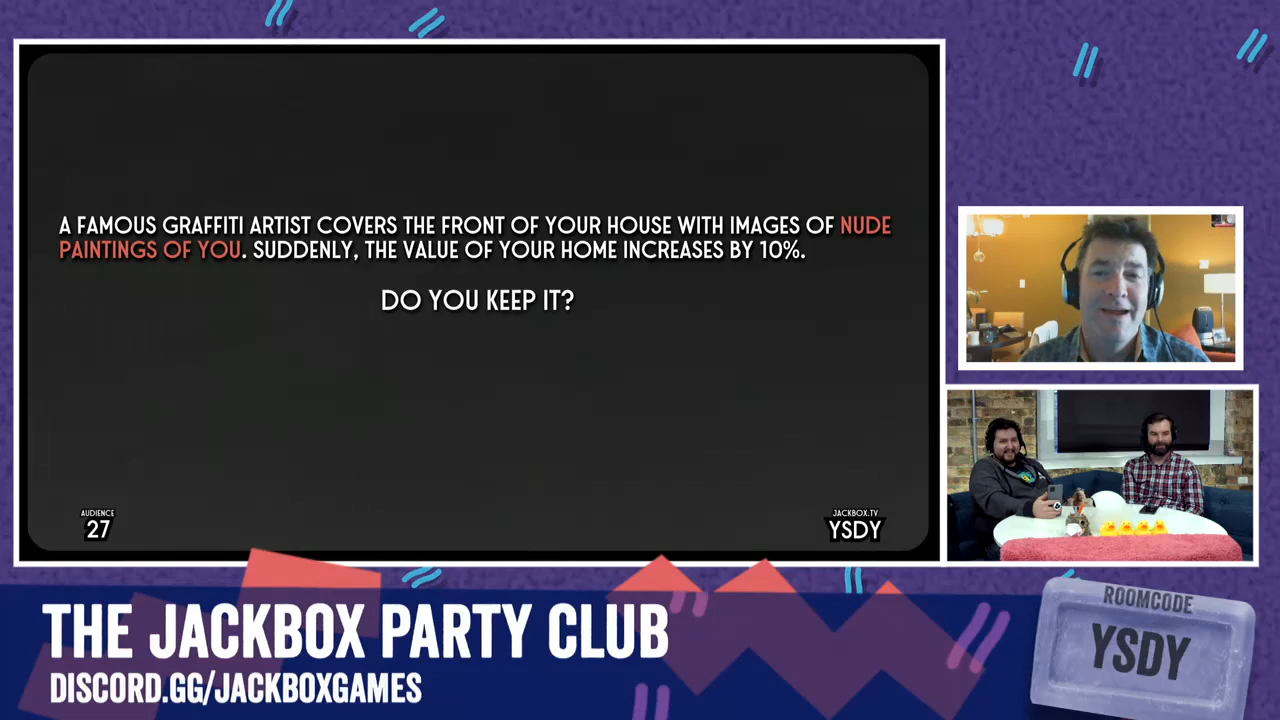 A FAMOUS GRAFFITI ARTIST COVERS THE FRONT OF YOUR HOUSE WITH IMAGES OF NUDE
PAINTINGS OF YOU. SUDDENLY, THE VALUE OF YOUR HOME INCREASES BY 10%.
DO YOU KEEP IT?
AUDIENCE
27
JACKBOX.TV
YSDY
THE JACKBOX PARTY CLUB
DISCORD.GG/JACKBOXGAMES
ROOMCODE
YSDY